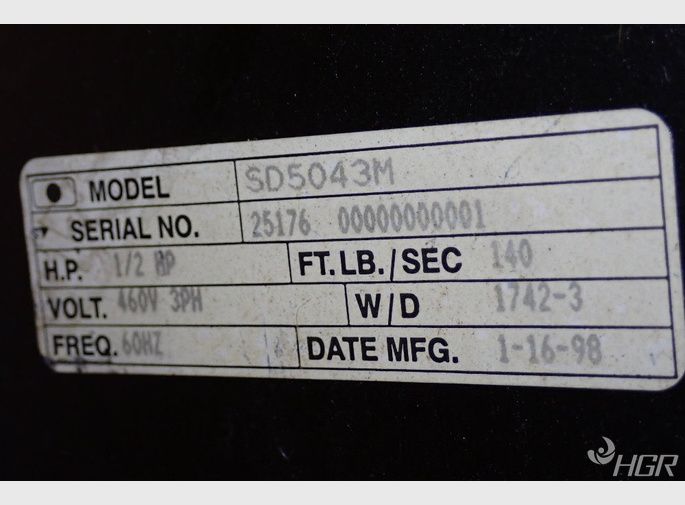 MODEL SD5043M
SERIAL NO. 25176 00000000001
H.P. 1/2 HP FT.LB./SEC 140
VOLT. 460V 3PH W/D 1742-3
FREQ. 60HZ DATE MFG. 1-16-98
HGR